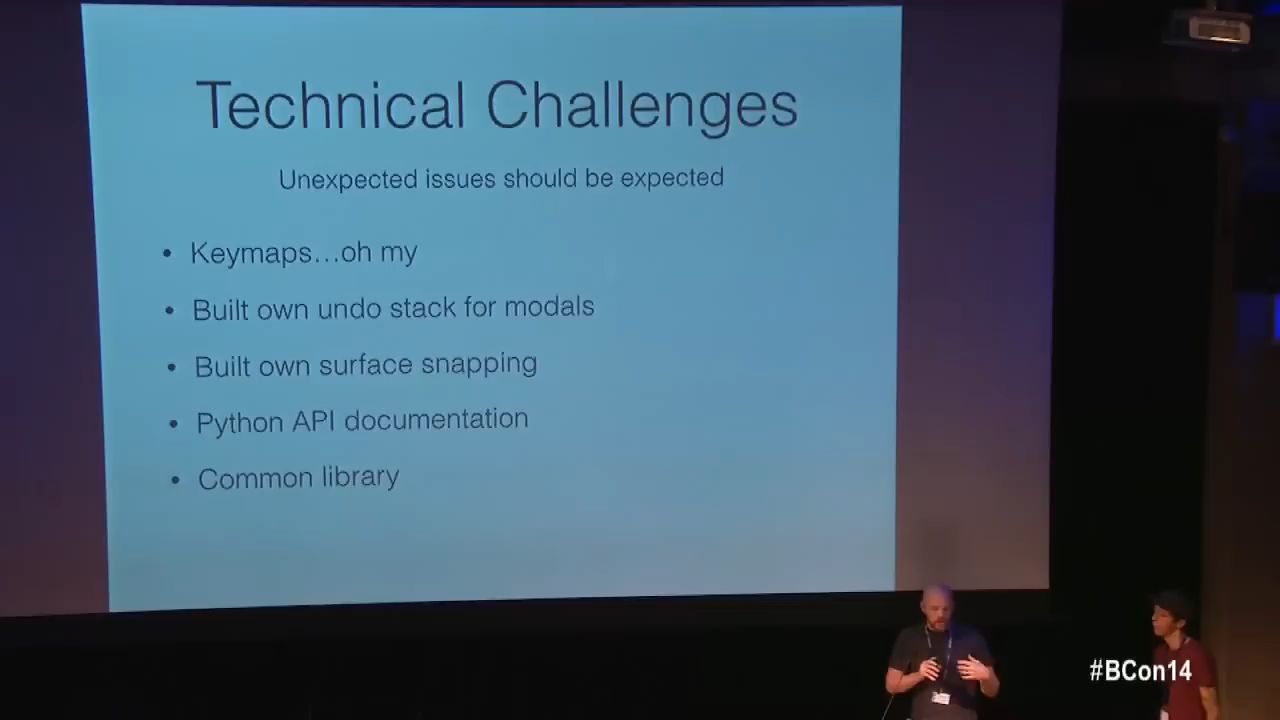 Technical Challenges
Unexpected issues should be expected
• Keymaps…oh my
• Built own undo stack for modals
• Built own surface snapping
• Python API documentation
• Common library
#BCon14